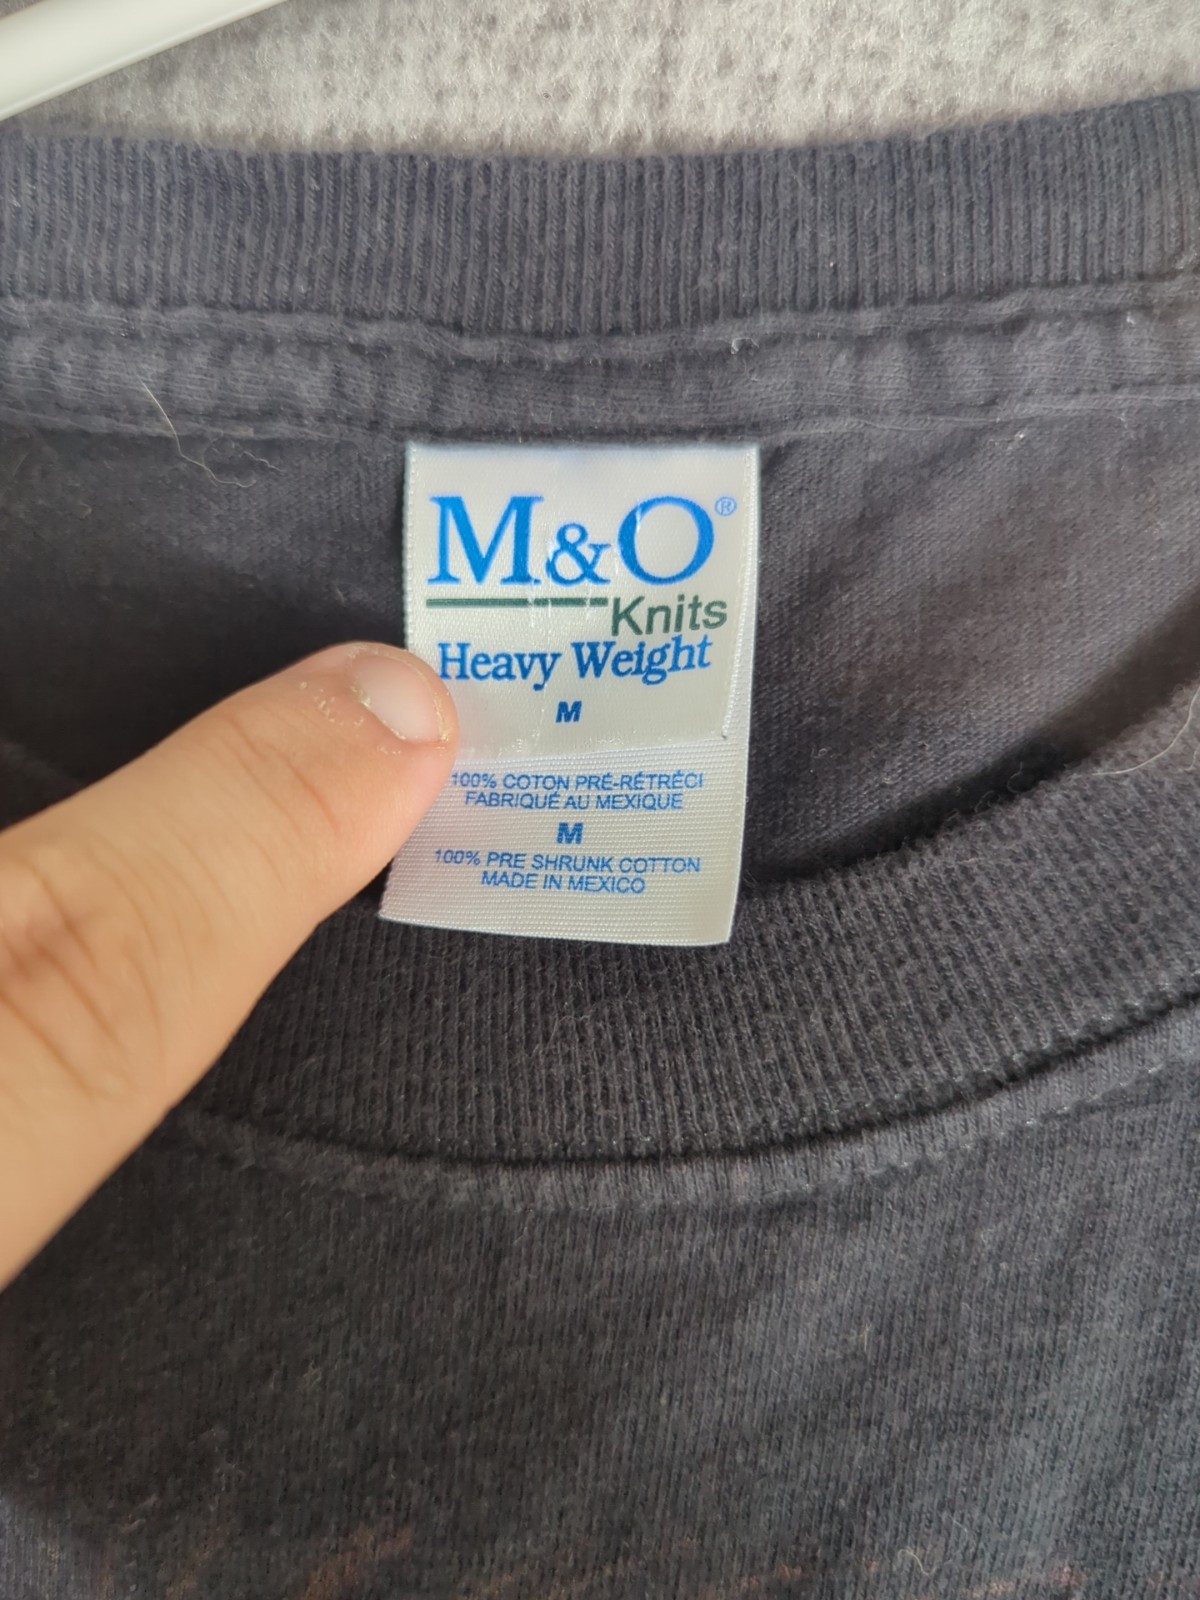 M&O®
Knits
Heavy Weight
M
100% COTON PRÉ-RÉTRÉCI
FABRIQUÉ AU MEXIQUE
M
100% PRE SHRUNK COTTON
MADE IN MEXICO